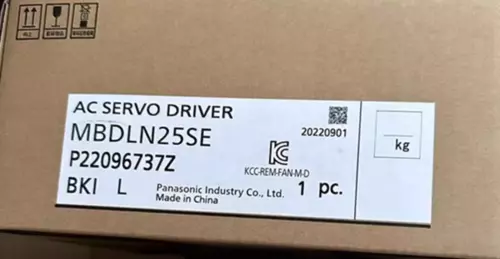 AC SERVO DRIVER
MBDLN25SE
20220901
P22096737Z
KCC-REM-FAN-M-D
kg
BKI L
Panasonic Industry Co., Ltd.
Made in China
1 pc.